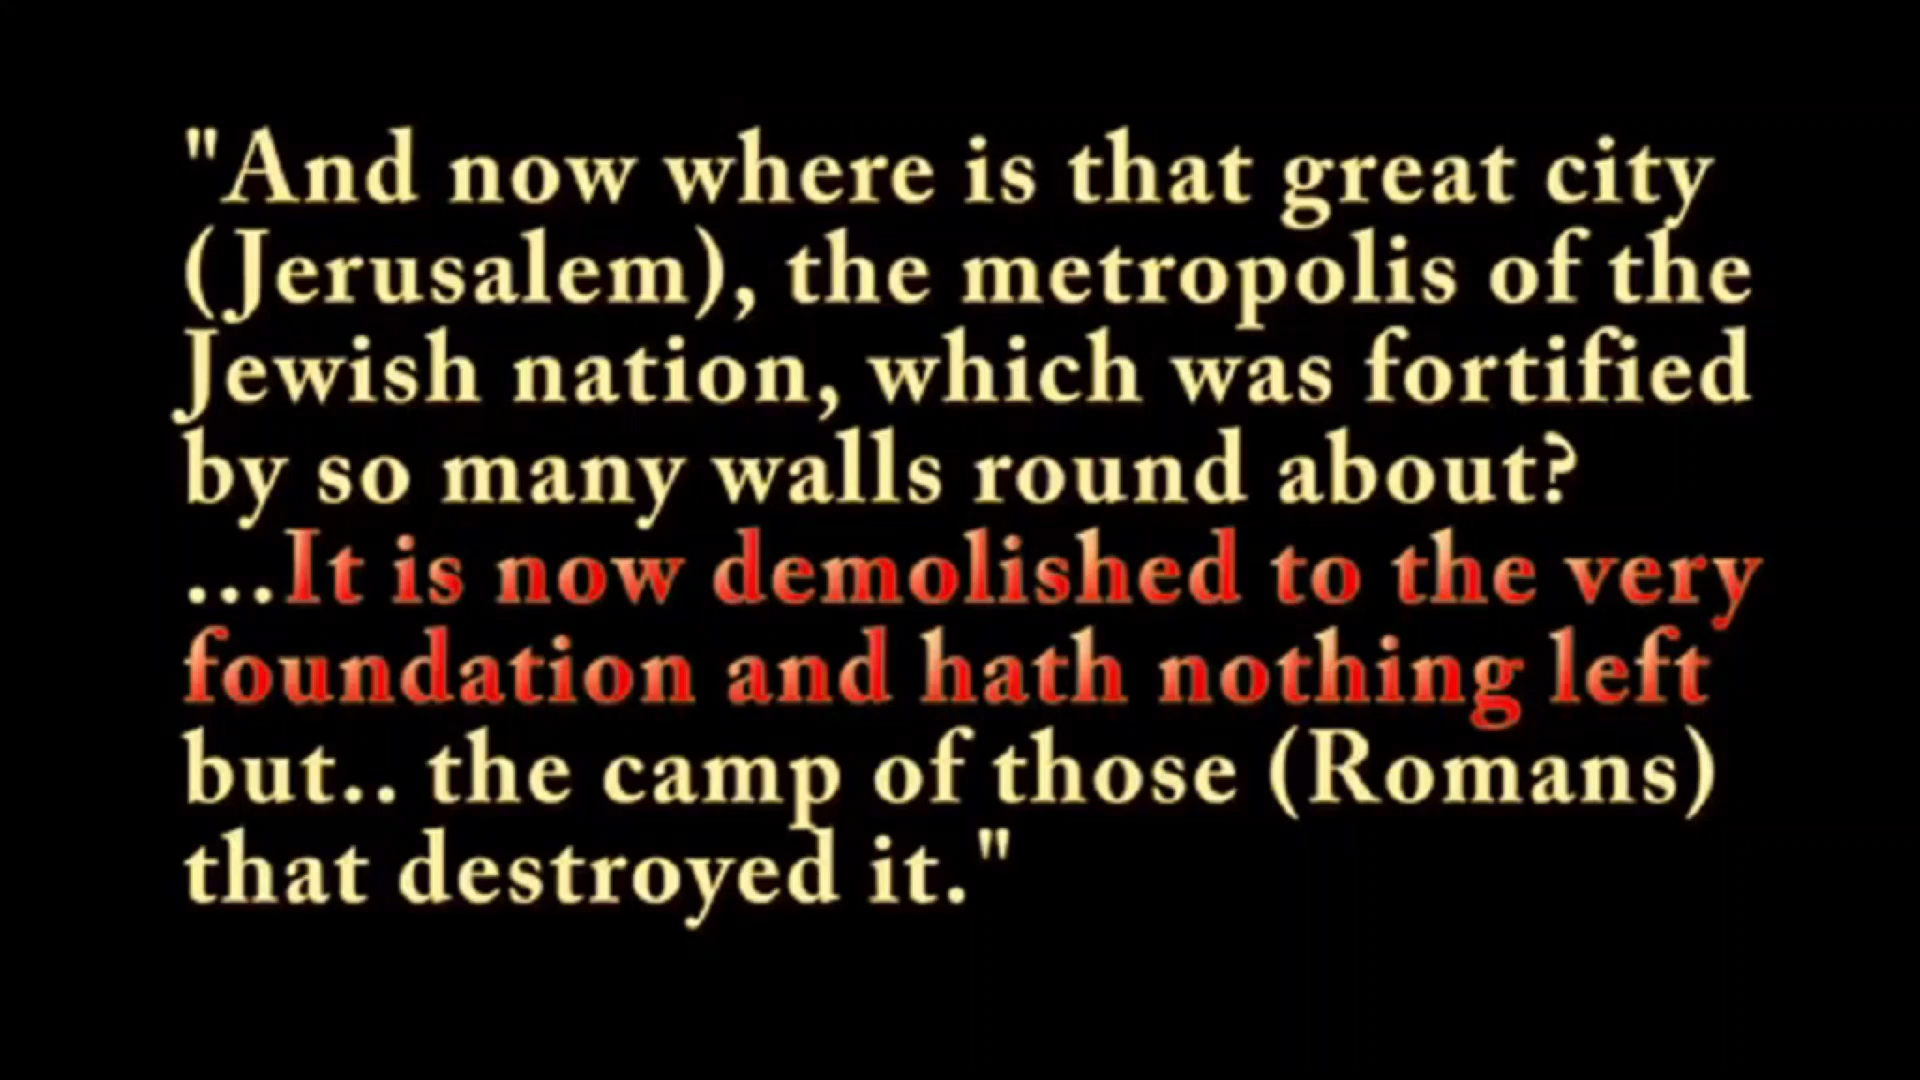 "And now where is that great city
(Jerusalem), the metropolis of the
Jewish nation, which was fortified
by so many walls round about?
...It is now demolished to the very
foundation and hath nothing left
but.. the camp of those (Romans)
that destroyed it."